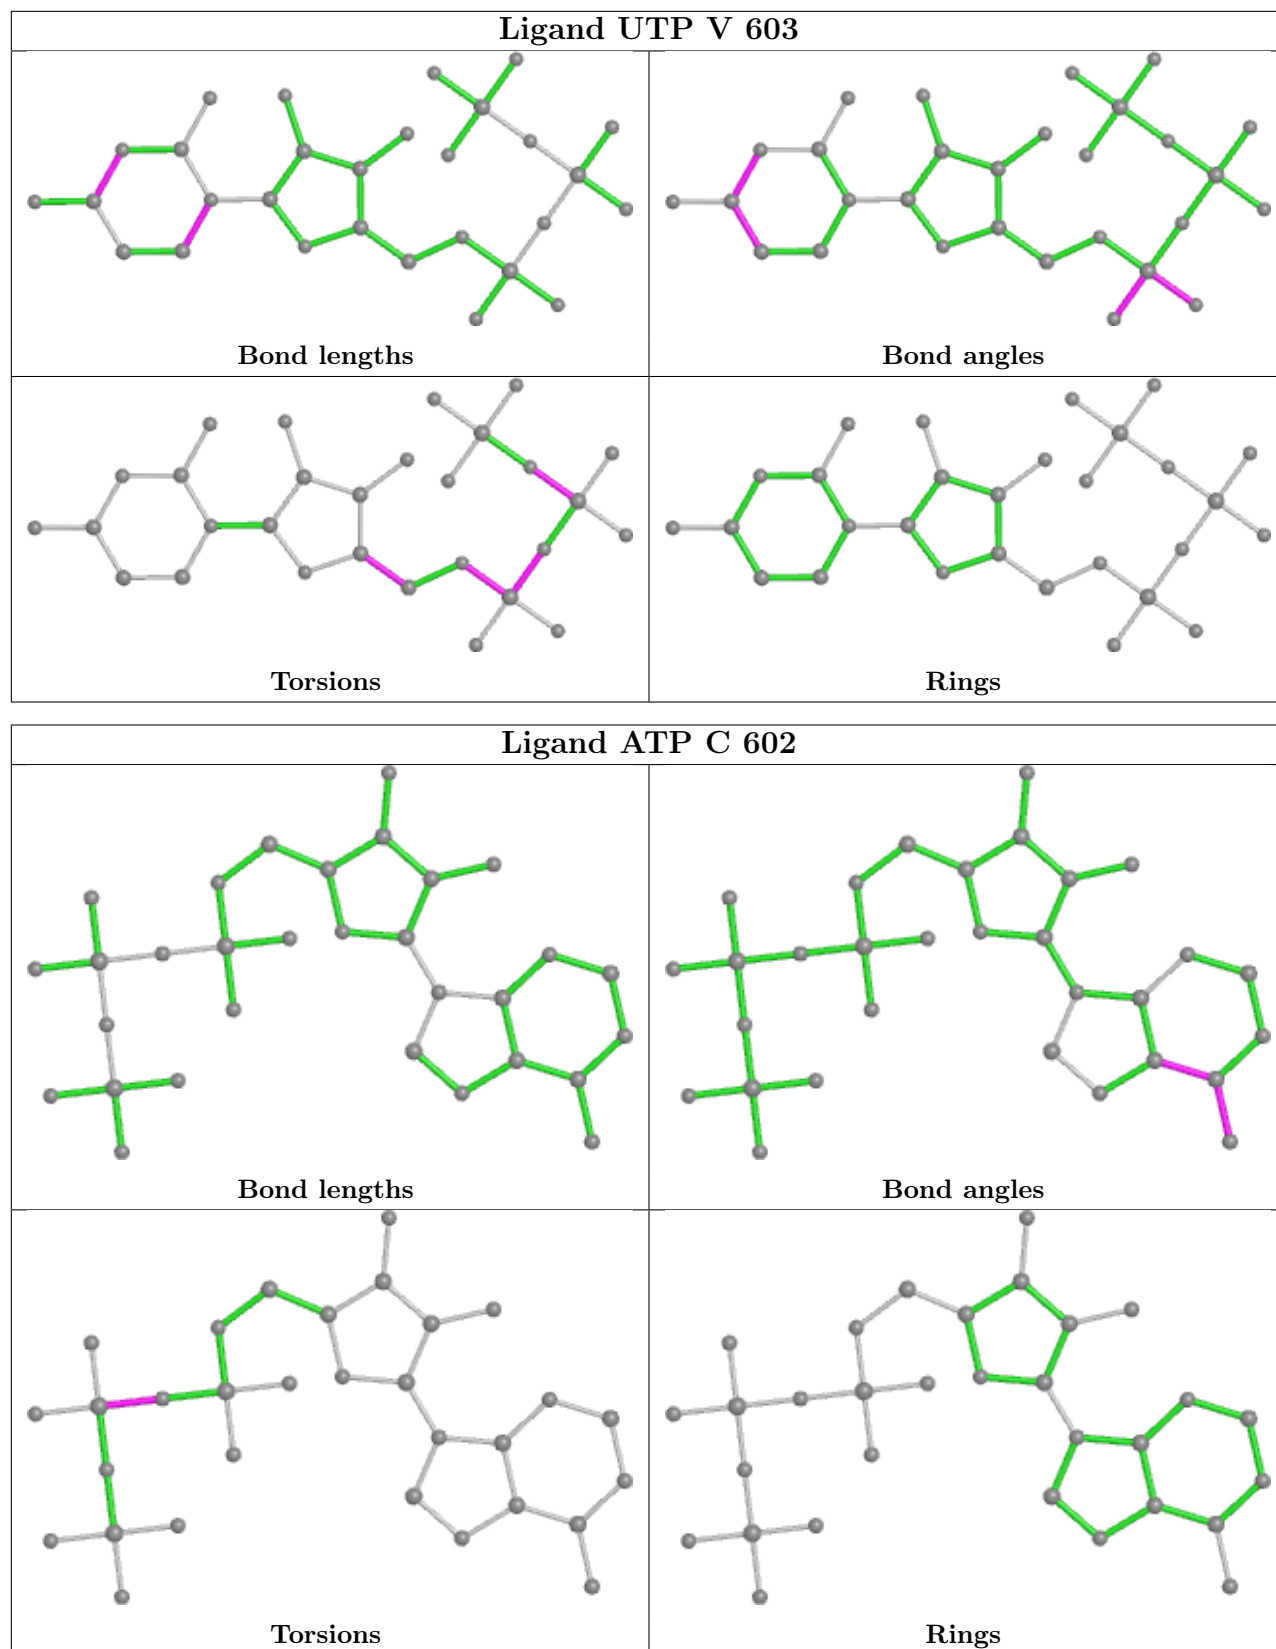 Ligand UTP V 603
Bond lengths
Bond angles
Torsions
Rings
Ligand ATP C 602
Bond lengths
Bond angles
Torsions
Rings